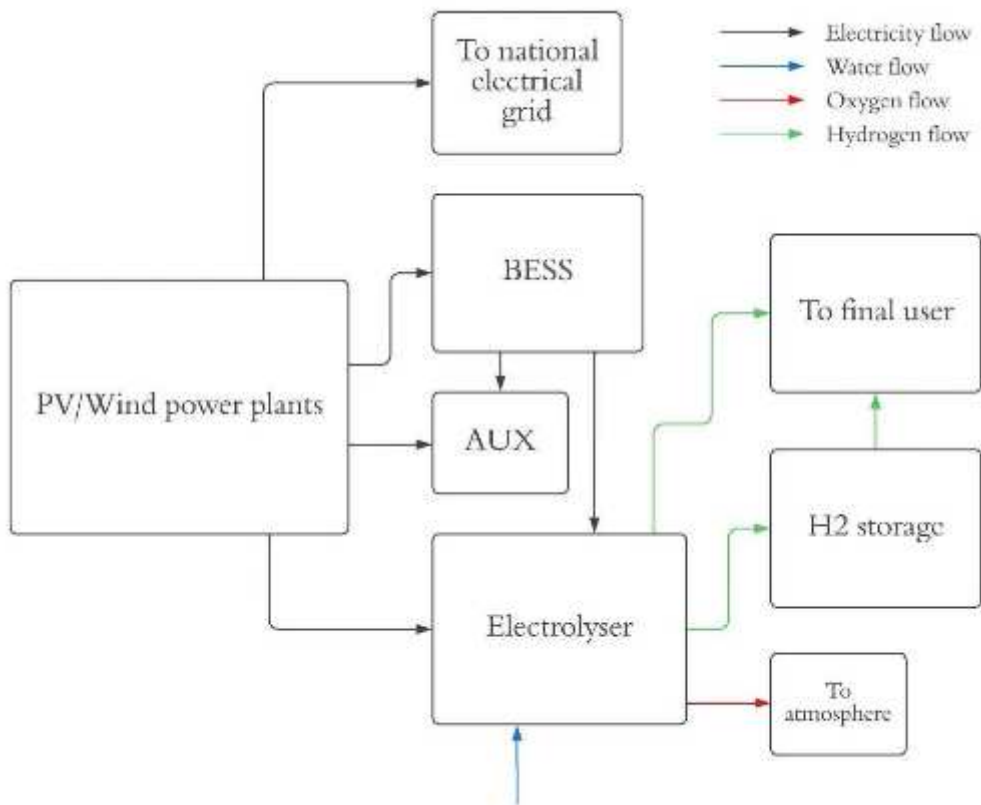 To national
electrical
grid
Electricity flow
Water flow
Oxygen flow
Hydrogen flow
BESS
To final user
PV/Wind power plants
AUX
H2 storage
Electrolyser
To
atmosphere